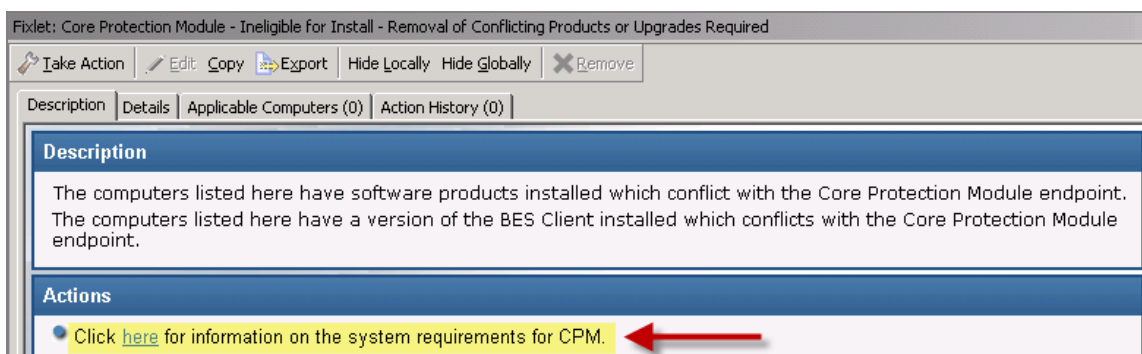 Fixlet: Core Protection Module - Ineligible for Install - Removal of Conflicting Products or Upgrades Required
Take Action Edit Copy Export Hide Locally Hide Globally Remove
Description Details Applicable Computers (0) Action History (0)
Description
The computers listed here have software products installed which conflict with the Core Protection Module endpoint.
The computers listed here have a version of the BES Client installed which conflicts with the Core Protection Module
endpoint.
Actions
Click here for information on the system requirements for CPM.